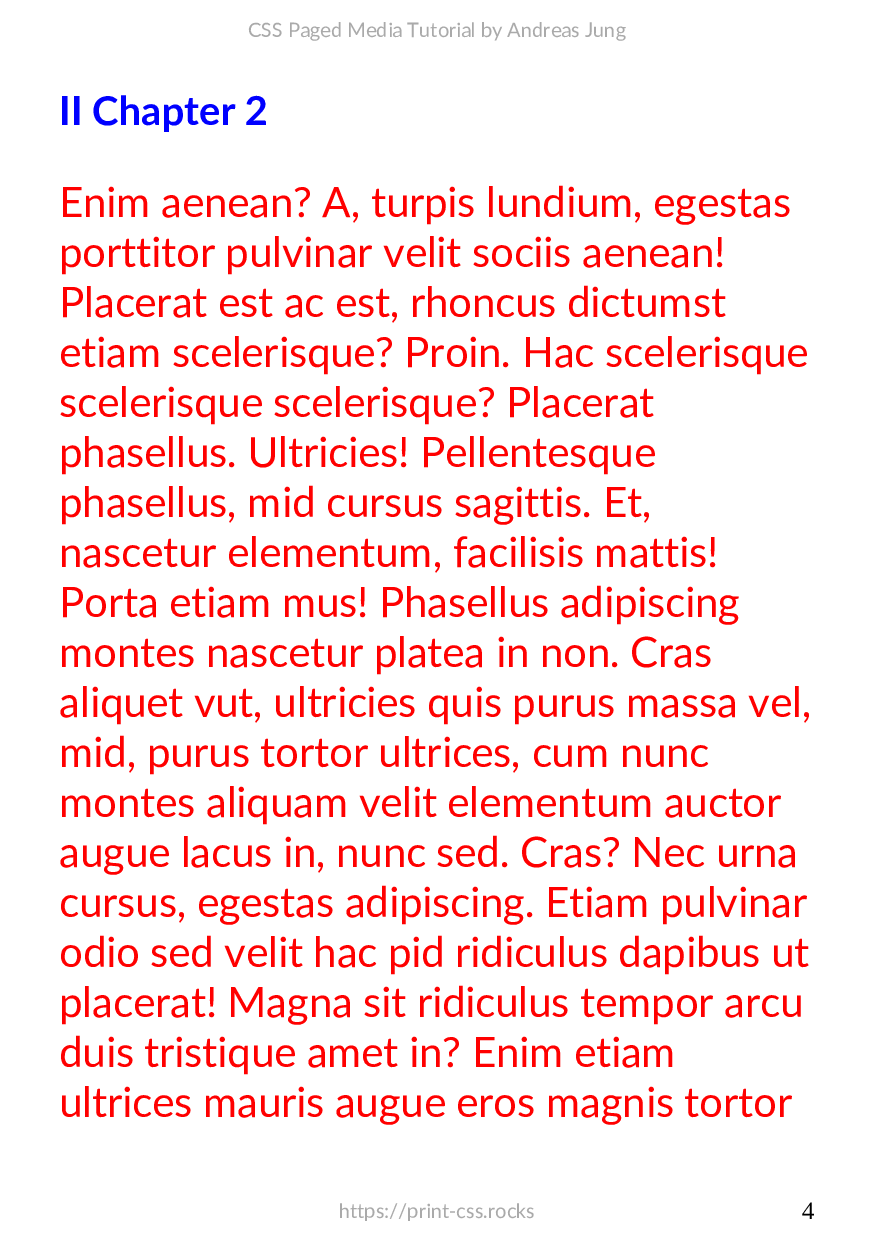 CSS Paged Media Tutorial by Andreas Jung
II Chapter 2
Enim aenean? A, turpis lundium, egestas
porttitor pulvinar velit sociis aenean!
Placerat est ac est, rhoncus dictumst
etiam scelerisque? Proin. Hac scelerisque
scelerisque scelerisque? Placerat
phasellus. Ultricies! Pellentesque
phasellus, mid cursus sagittis. Et,
nascetur elementum, facilisis mattis!
Porta etiam mus! Phasellus adipiscing
montes nascetur platea in non. Cras
aliquet vut, ultricies quis purus massa vel,
mid, purus tortor ultrices, cum nunc
montes aliquam velit elementum auctor
augue lacus in, nunc sed. Cras? Nec urna
cursus, egestas adipiscing. Etiam pulvinar
odio sed velit hac pid ridiculus dapibus ut
placerat! Magna sit ridiculus tempor arcu
duis tristique amet in? Enim etiam
ultrices mauris augue eros magnis tortor
https://print-css.rocks
4